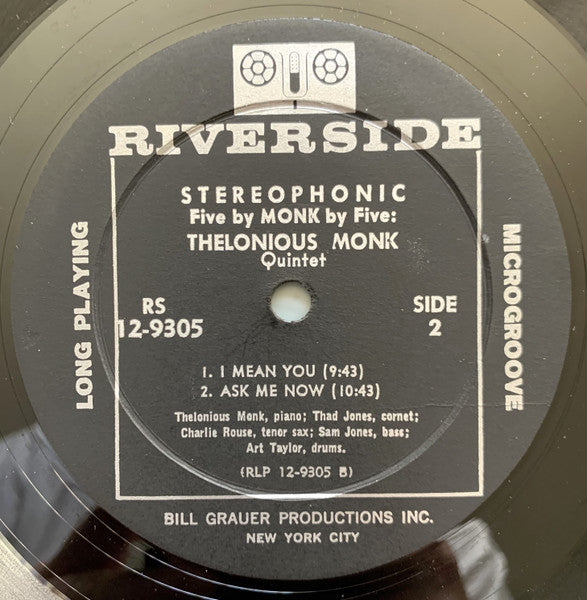 RIVERSIDE
STEREOPHONIC
Five by MONK by Five:
THELONIOUS MONK
Quintet
LONG PLAYING
MICROGROOVE
RS
12-9305
SIDE
2
1. I MEAN YOU (9:43)
2. ASK ME NOW (10:43)
Thelonious Monk, piano; Thad Jones, cornet;
Charlie Rouse, tenor sax; Sam Jones, bass;
Art Taylor, drums.
(RLP 12-9305 B)
BILL GRAUER PRODUCTIONS INC.
NEW YORK CITY